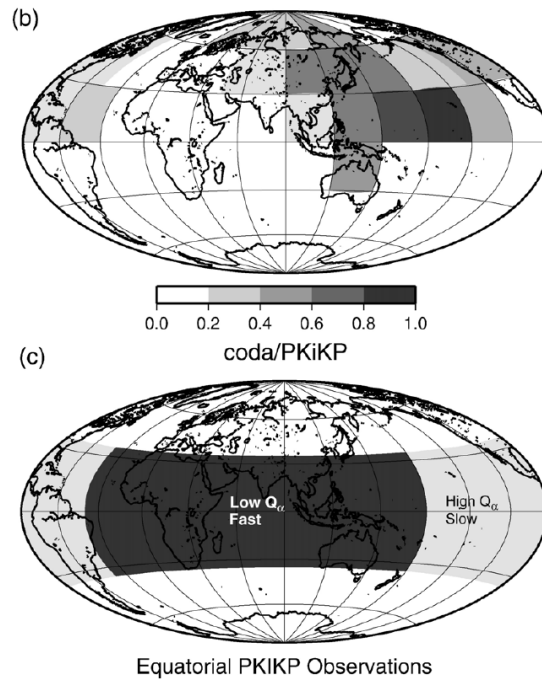 (b)
0.0 0.2 0.4 0.6 0.8 1.0
coda/PKiKP
(c)
Low Qα
Fast
High Qα
Slow
Equatorial PKIKP Observations